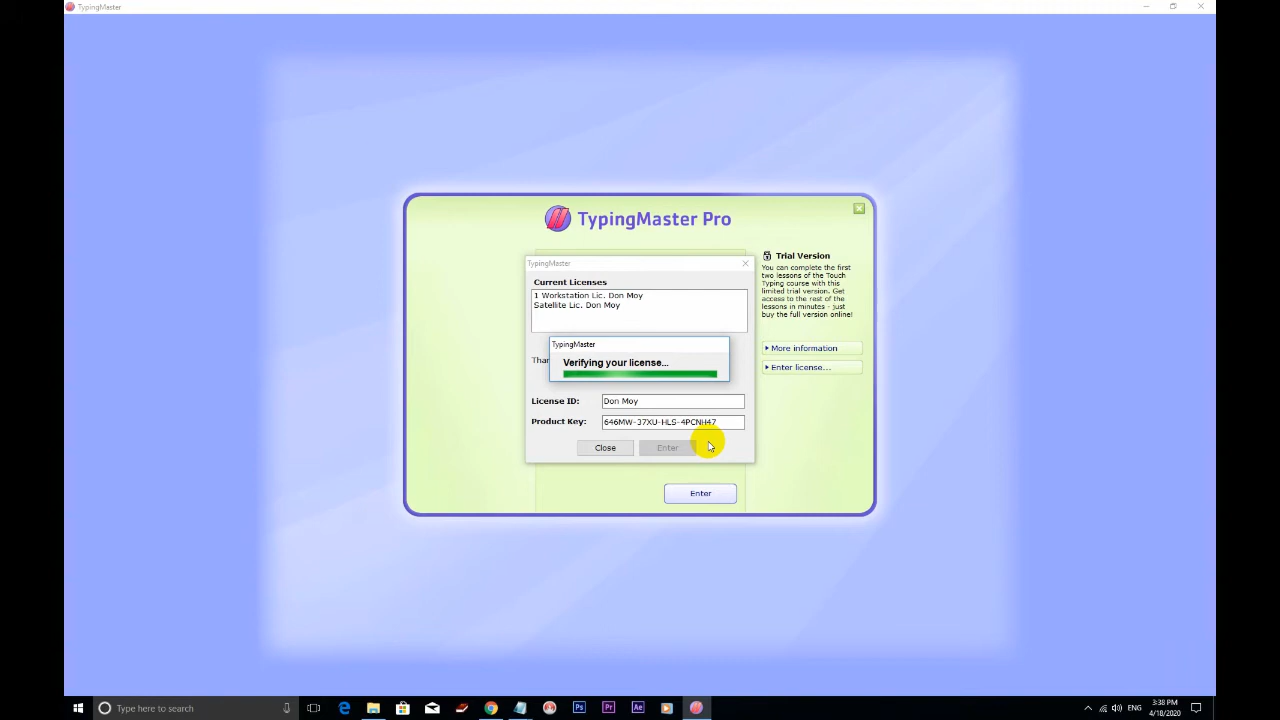 TypingMaster
TypingMaster Pro
Trial Version
You can complete the first
two lessons of the Touch
Typing course with this
limited trial version. Get
access to the rest of the
lessons in minutes - just
buy the full version online!
More information
Enter license...
TypingMaster
Current Licenses
1 Workstation Lic. Don Moy
Satellite Lic. Don Moy
TypingMaster
Verifying your license...
License ID: Don Moy
Product Key: 646MW-37XU-HLS-4PCNH47
Close Enter
Enter
Type here to search
ENG
3:38 PM
4/18/2020